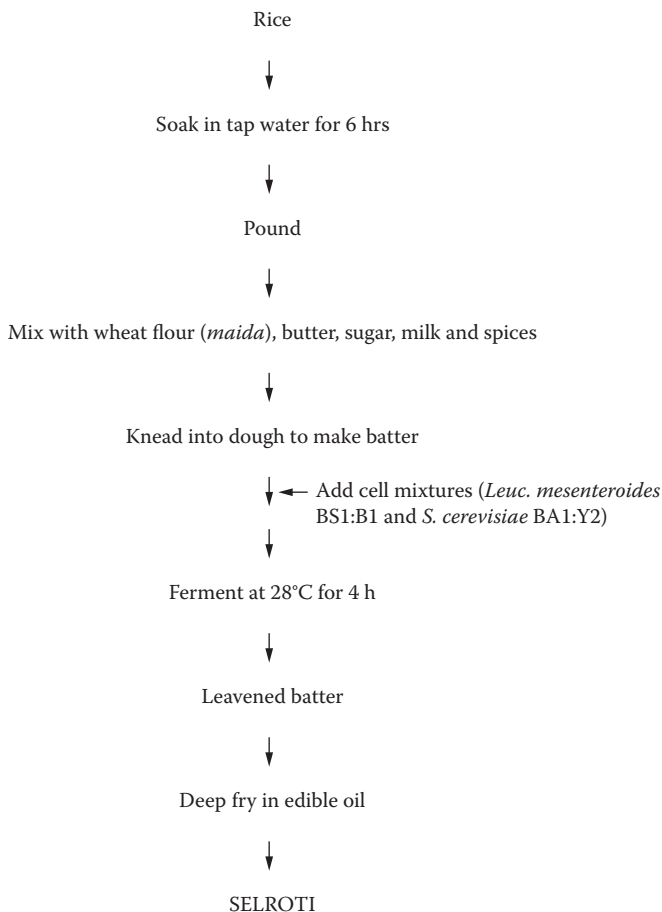 Rice
Soak in tap water for 6 hrs
Pound
Mix with wheat flour (maida), butter, sugar, milk and spices
Knead into dough to make batter
Add cell mixtures (Leuc. mesenteroides
BS1:B1 and S. cerevisiae BA1:Y2)
Ferment at 28°C for 4 h
Leavened batter
Deep fry in edible oil
SELROTI